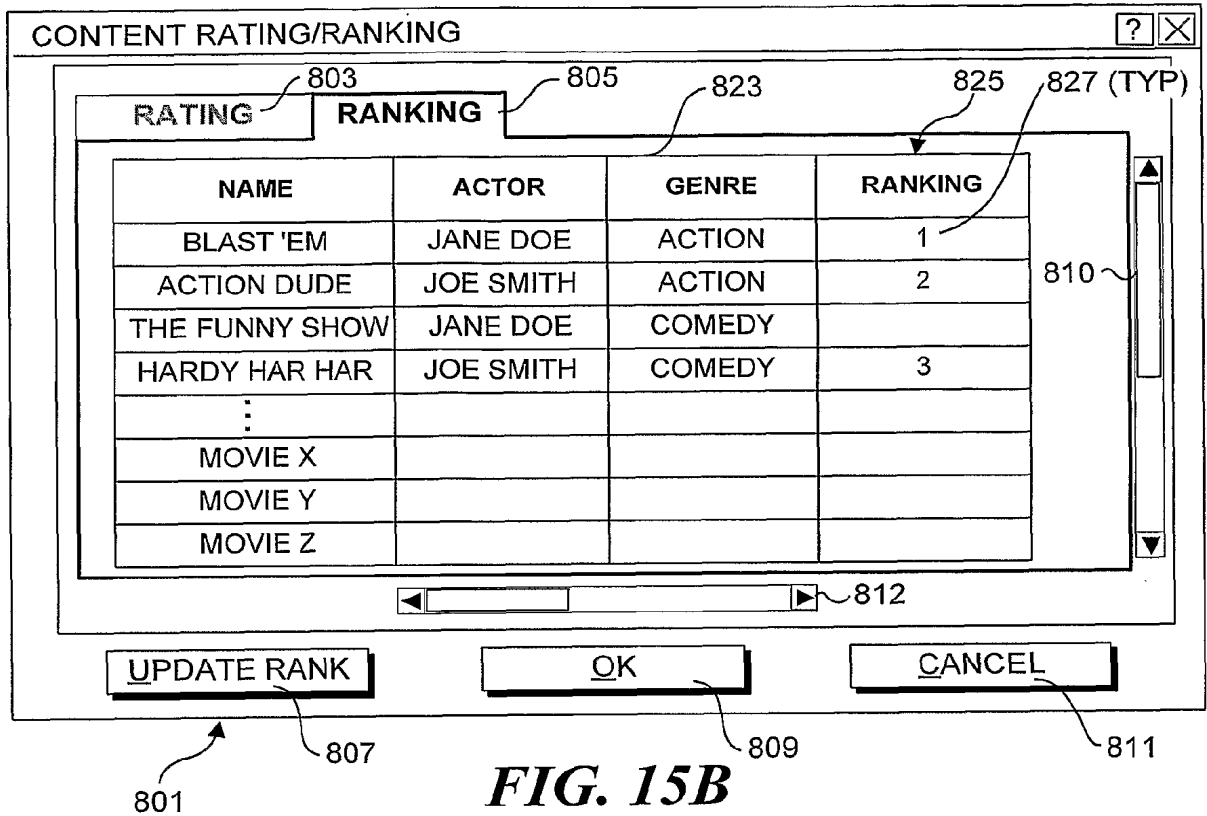 CONTENT RATING/RANKING ? X
803 805 823 825 827 (TYP)
RATING RANKING
NAME ACTOR GENRE RANKING
BLAST 'EM JANE DOE ACTION 1
ACTION DUDE JOE SMITH ACTION 2
810
THE FUNNY SHOW JANE DOE COMEDY
HARDY HAR HAR JOE SMITH COMEDY 3
⋮
MOVIE X
MOVIE Y
MOVIE Z
812
UPDATE RANK OK CANCEL
801 807 809 811
FIG. 15B